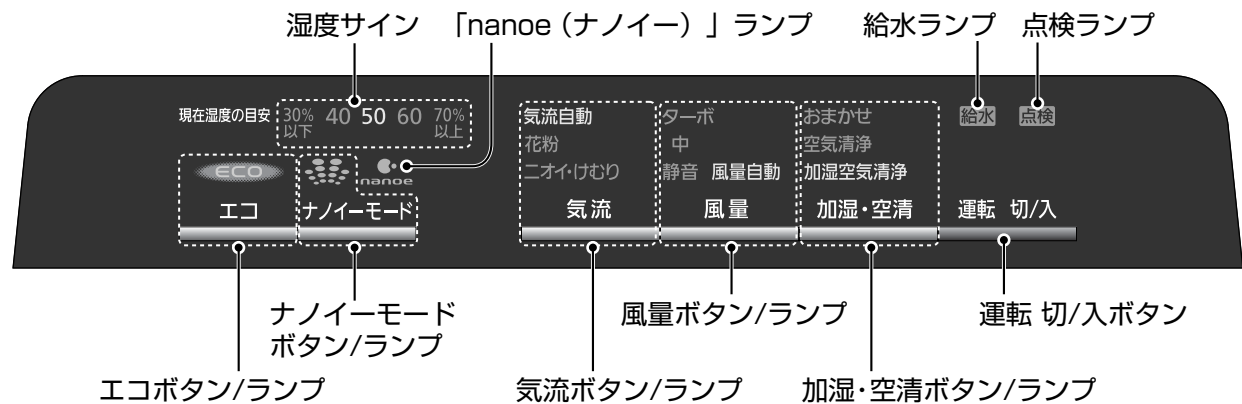 湿度サイン 「nanoe（ナノイー）」ランプ 給水ランプ 点検ランプ
現在湿度の目安 30%以下 40 50 60 70%以上
気流自動
花粉
ニオイ・けむり
気流
ターボ
中
静音 風量自動
風量
おまかせ
空気清浄
加湿空気清浄
加湿・空清
給水 点検
ECO
エコ
nanoe
ナノイーモード
運転 切/入
ナノイーモード
ボタン/ランプ
風量ボタン/ランプ
運転 切/入ボタン
エコボタン/ランプ
気流ボタン/ランプ
加湿・空清ボタン/ランプ